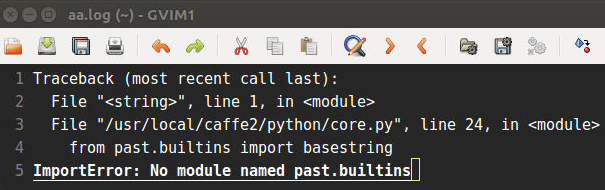 aa.log (~) - GVIM1
1 Traceback (most recent call last):
2   File "<string>", line 1, in <module>
3   File "/usr/local/caffe2/python/core.py", line 24, in <module>
4     from past.builtins import basestring
5 ImportError: No module named past.builtins